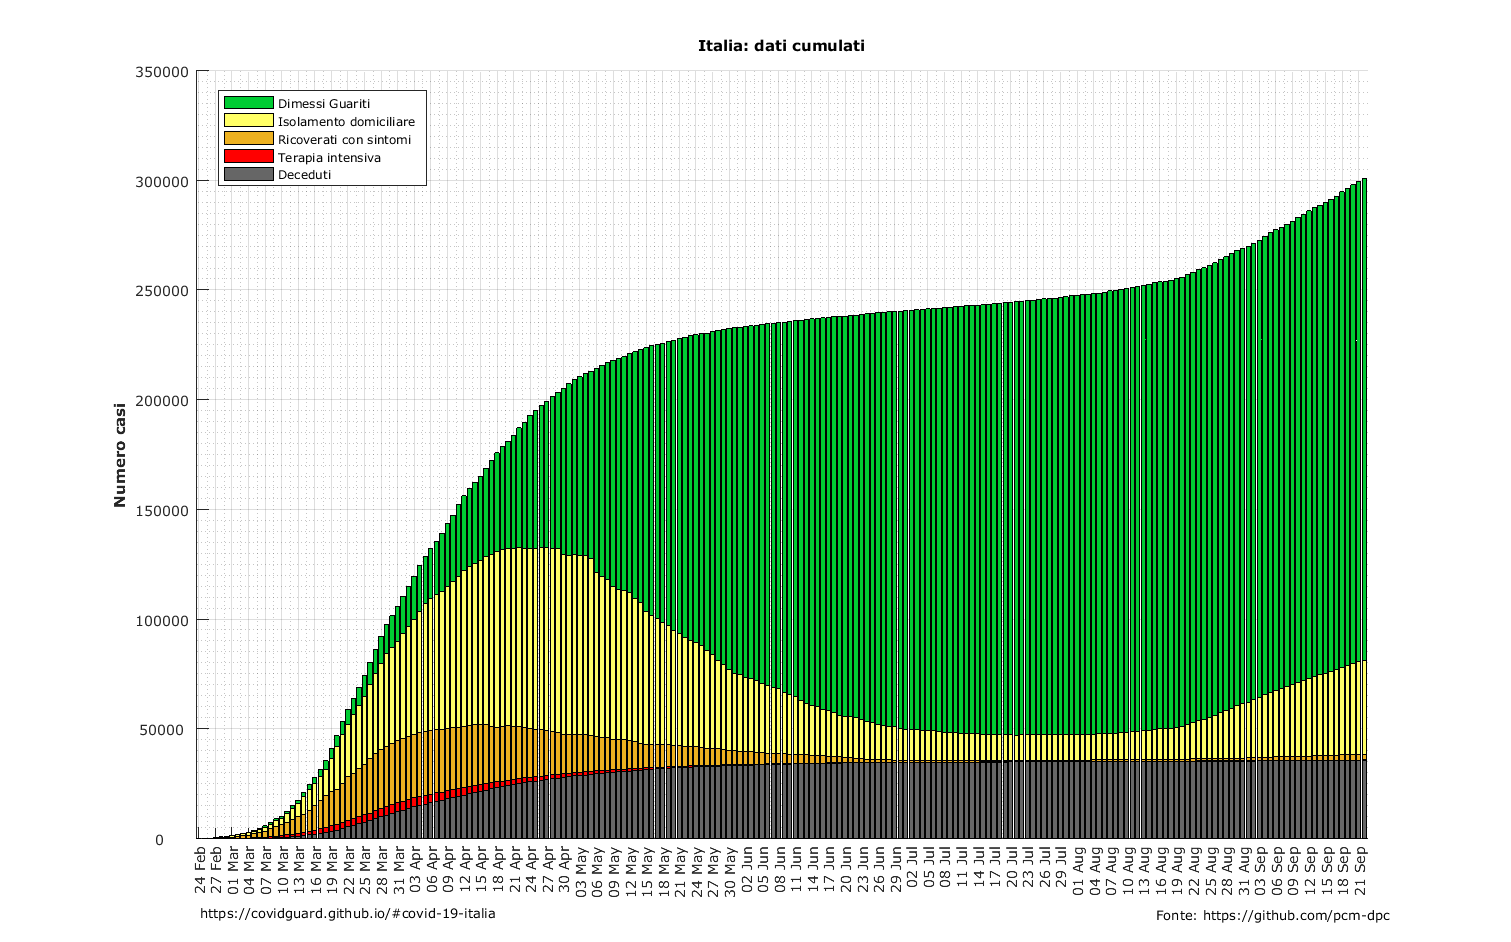 Italia: dati cumulati
350000
300000
250000
200000
150000
100000
50000
0
Numero casi
Dimessi Guariti
Isolamento domiciliare
Ricoverati con sintomi
Terapia intensiva
Deceduti
24 Feb
27 Feb
01 Mar
04 Mar
07 Mar
10 Mar
13 Mar
16 Mar
19 Mar
22 Mar
25 Mar
28 Mar
31 Mar
03 Apr
06 Apr
09 Apr
12 Apr
15 Apr
18 Apr
21 Apr
24 Apr
27 Apr
30 Apr
03 May
06 May
09 May
12 May
15 May
18 May
21 May
24 May
27 May
30 May
02 Jun
05 Jun
08 Jun
11 Jun
14 Jun
17 Jun
20 Jun
23 Jun
26 Jun
29 Jun
02 Jul
05 Jul
08 Jul
11 Jul
14 Jul
17 Jul
20 Jul
23 Jul
26 Jul
29 Jul
01 Aug
04 Aug
07 Aug
10 Aug
13 Aug
16 Aug
19 Aug
22 Aug
25 Aug
28 Aug
31 Aug
03 Sep
06 Sep
09 Sep
12 Sep
15 Sep
18 Sep
21 Sep
https://covidguard.github.io/#covid-19-italia
Fonte: https://github.com/pcm-dpc